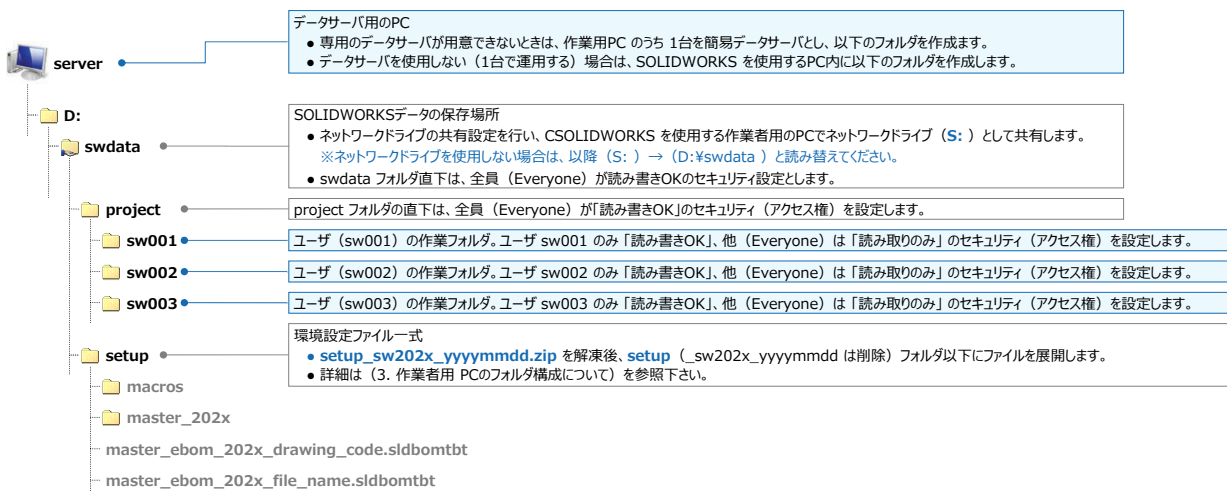 データサーバ用のPC
● 専用のデータサーバが用意できないときは、作業用PC のうち 1台を簡易データサーバとし、以下のフォルダを作成ます。
● データサーバを使用しない（1台で運用する）場合は、SOLIDWORKS を使用するPC内に以下のフォルダを作成します。
server
D:
SOLIDWORKSデータの保存場所
● ネットワークドライブの共有設定を行い、CSOLIDWORKS を使用する作業者用のPCでネットワークドライブ（S: ）として共有します。
※ネットワークドライブを使用しない場合は、以降（S: ）→（D:¥swdata ）と読み替えてください。
● swdata フォルダ直下は、全員（Everyone）が読み書きOKのセキュリティ設定とします。
swdata
project
project フォルダの直下は、全員（Everyone）が「読み書きOK」のセキュリティ（アクセス権）を設定します。
sw001
ユーザ（sw001）の作業フォルダ。ユーザ sw001 のみ 「読み書きOK」、他（Everyone）は 「読み取りのみ」 のセキュリティ（アクセス権）を設定します。
sw002
ユーザ（sw002）の作業フォルダ。ユーザ sw002 のみ 「読み書きOK」、他（Everyone）は 「読み取りのみ」 のセキュリティ（アクセス権）を設定します。
sw003
ユーザ（sw003）の作業フォルダ。ユーザ sw003 のみ 「読み書きOK」、他（Everyone）は 「読み取りのみ」 のセキュリティ（アクセス権）を設定します。
setup
環境設定ファイル一式
● setup_sw202x_yyyymmdd.zip を解凍後、setup（_sw202x_yyyymmdd は削除）フォルダ以下にファイルを展開します。
● 詳細は（3. 作業者用 PCのフォルダ構成について）を参照下さい。
macros
master_202x
master_ebom_202x_drawing_code.sldbomtbt
master_ebom_202x_file_name.sldbomtbt